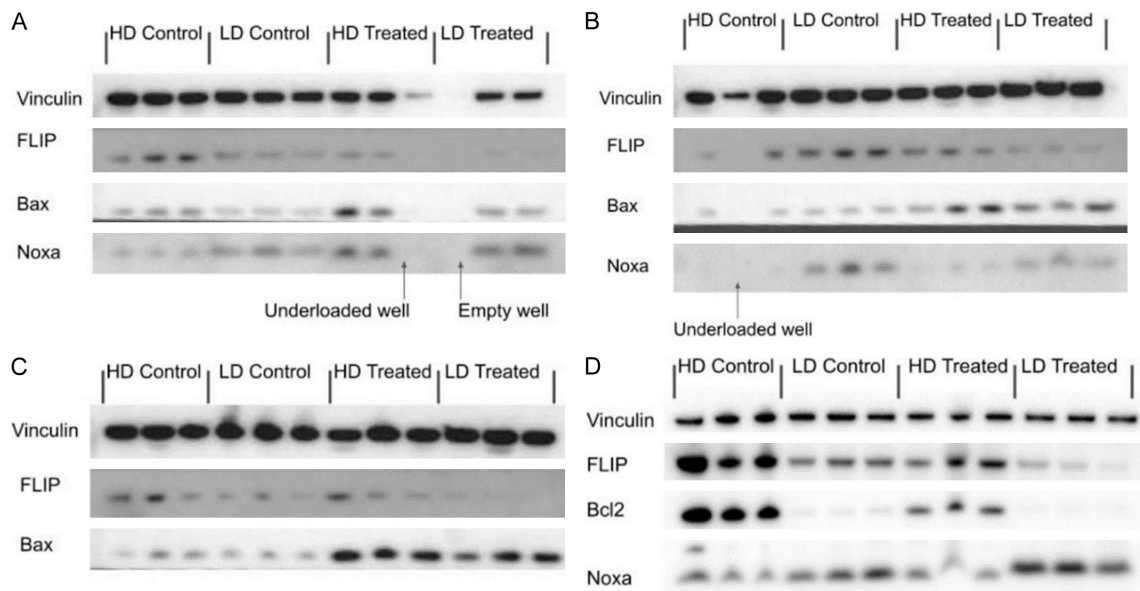 A
HD Control LD Control HD Treated LD Treated
Vinculin
FLIP
Bax
Noxa
Underloaded well Empty well
B
HD Control LD Control HD Treated LD Treated
Vinculin
FLIP
Bax
Noxa
Underloaded well
C
HD Control LD Control HD Treated LD Treated
Vinculin
FLIP
Bax
D
HD Control LD Control HD Treated LD Treated
Vinculin
FLIP
Bcl2
Noxa